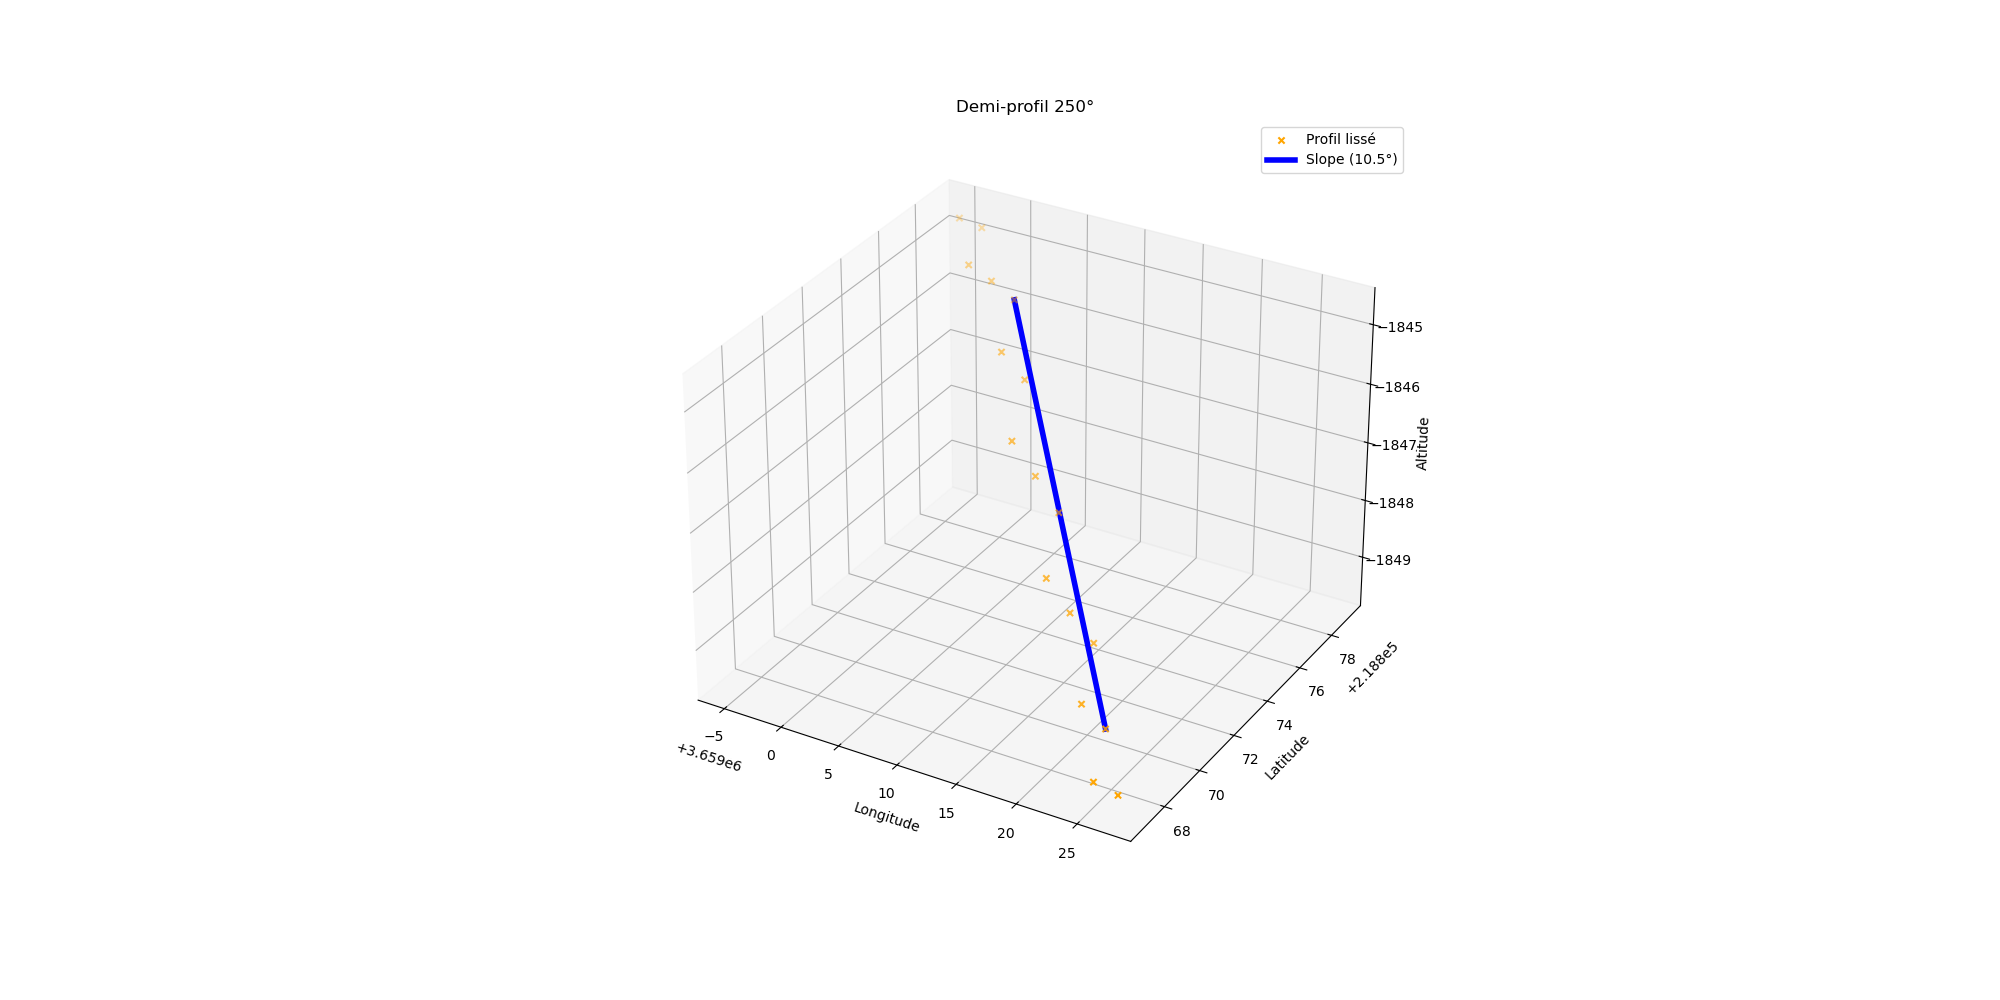 Demi-profil 250°
Profil lissé
Slope (10.5°)
−1845
−1846
−1847
−1848
−1849
Altitude
78
76
74
72
70
68
+2.188e5
Latitude
−5
0
5
10
15
20
25
+3.659e6
Longitude